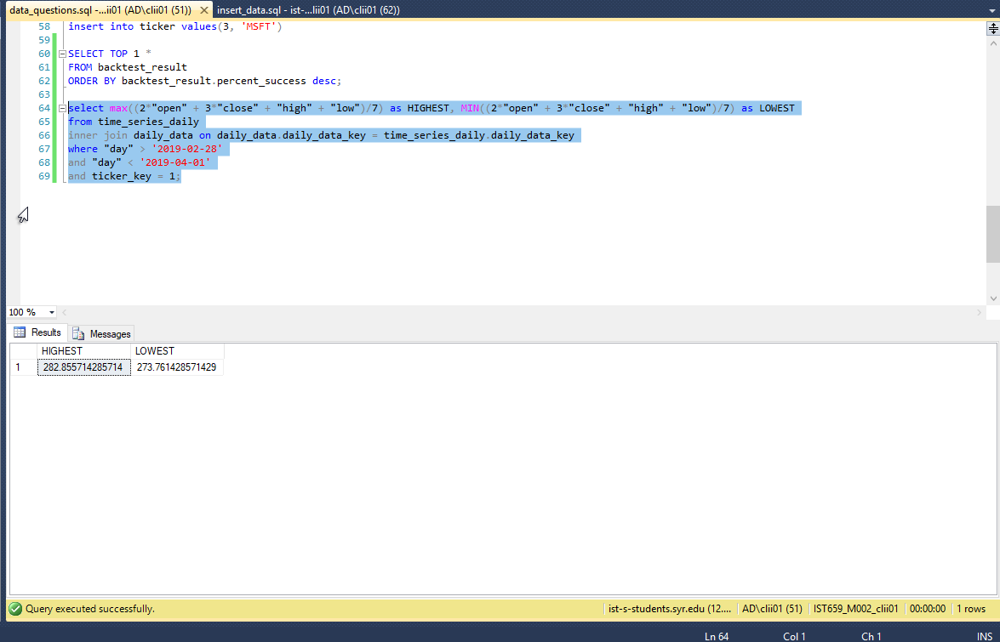 data_questions.sql -...ii01 (AD\clii01 (51)) insert_data.sql - ist-...lii01 (AD\clii01 (62))
58 insert into ticker values(3, 'MSFT')
59
60 SELECT TOP 1 *
61 FROM backtest_result
62 ORDER BY backtest_result.percent_success desc;
63
64 select max((2*"open" + 3*"close" + "high" + "low")/7) as HIGHEST, MIN((2*"open" + 3*"close" + "high" + "low")/7) as LOWEST
65 from time_series_daily
66 inner join daily_data on daily_data.daily_data_key = time_series_daily.daily_data_key
67 where "day" > '2019-02-28'
68 and "day" < '2019-04-01'
69 and ticker_key = 1;
100 %
Results Messages
HIGHEST LOWEST
1 282.855714285714 273.761428571429
Query executed successfully. ist-s-students.syr.edu (12.... AD\clii01 (51) IST659_M002_clii01 00:00:00 1 rows
Ln 64 Col 1 Ch 1 INS